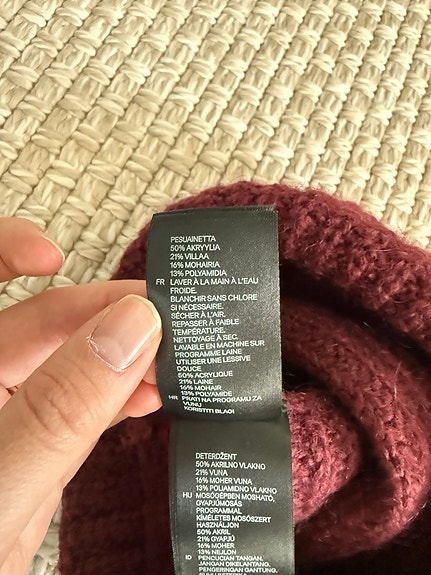 PESUAINETTA
50% AKRYYLIA
21% VILLAA
16% MOHAIRIA
13% POLYAMIDIA
FR LAVER À LA MAIN À L'EAU
FROIDE.
BLANCHIR SANS CHLORE
SI NÉCESSAIRE.
SÉCHER À L'AIR.
REPASSER À FAIBLE
TEMPÉRATURE.
NETTOYAGE À SEC.
LAVABLE EN MACHINE SUR
PROGRAMME LAINE
UTILISER UNE LESSIVE
DOUCE
50% ACRYLIQUE
21% LAINE
16% MOHAIR
13% POLYAMIDE
HR PRATI NA PROGRAMU ZA
VUNU
KORISTITI BLAGI
DETERDŽENT
50% AKRILNO VLAKNO
21% VUNA
16% MOHER VUNA
13% POLIAMIDNO VLAKNO
HU MOSÓGÉPBEN MOSHATÓ,
GYAPJÚMOSÁS
PROGRAMMAL
KÍMÉLETES MOSÓSZERT
HASZNÁLJON
50% AKRIL
21% GYAPJÚ
16% MOHER
13% NEJLON
ID PENCUCIAN TANGAN.
JANGAN DIKELANTANG.
PENGERINGAN GANTUNG.